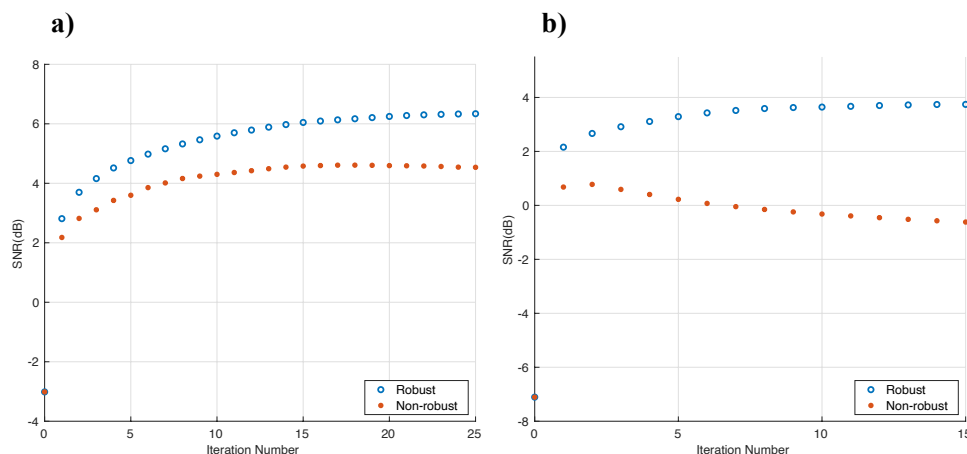 a)
8
6
4
2
0
-2
-4
SNR(dB)
0 5 10 15 20 25
Iteration Number
Robust
Non-robust
b)
4
2
0
-2
-4
-6
-8
SNR(dB)
0 5 10 15
Iteration Number
Robust
Non-robust